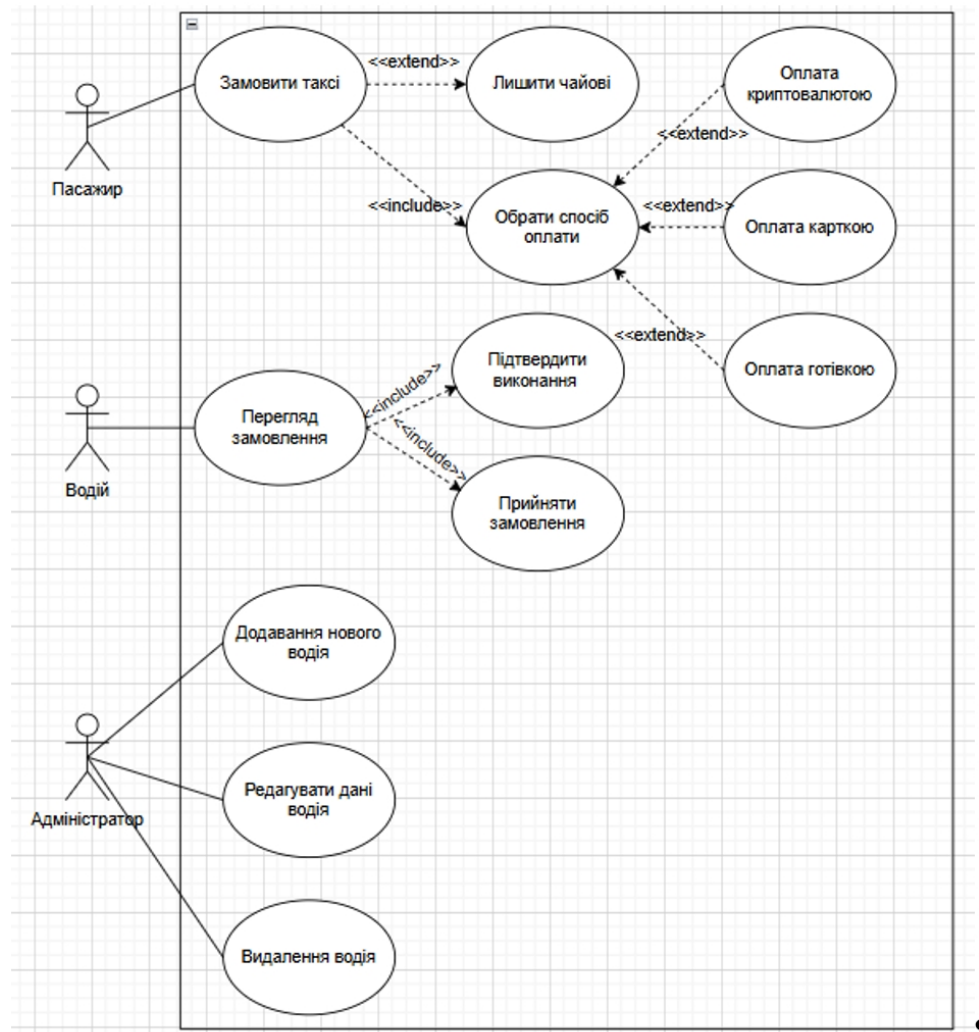 Замовити таксі
<<extend>>
Лишити чайові
Оплата
криптовалютою
<<extend>>
Пасажир
<<include>>
Обрати спосіб
оплати
<<extend>>
Оплата карткою
<<extend>>
Оплата готівкою
Підтвердити
виконання
<<include>>
Перегляд
замовлення
<<include>>
Водій
Прийняти
замовлення
Додавання нового
водія
Адміністратор
Редагувати дані
водія
Видалення водія